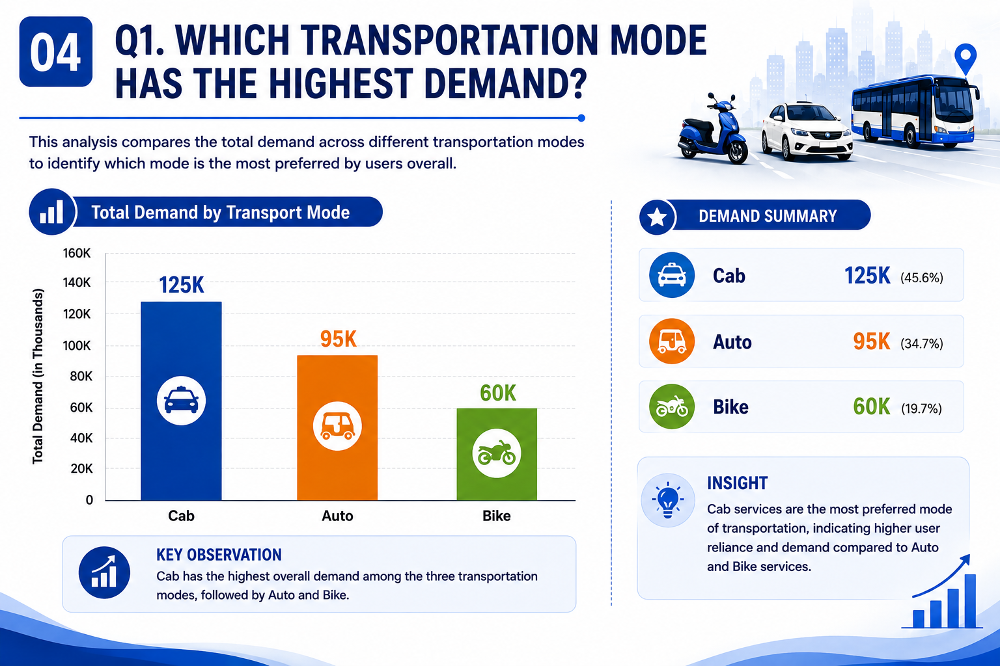 04
Q1. WHICH TRANSPORTATION MODE
HAS THE HIGHEST DEMAND?
This analysis compares the total demand across different transportation modes
to identify which mode is the most preferred by users overall.
Total Demand by Transport Mode
Total Demand (in Thousands)
160K
140K
120K
100K
80K
60K
40K
20K
0
125K
95K
60K
Cab
Auto
Bike
KEY OBSERVATION
Cab has the highest overall demand among the three transportation
modes, followed by Auto and Bike.
DEMAND SUMMARY
Cab 125K (45.6%)
Auto 95K (34.7%)
Bike 60K (19.7%)
INSIGHT
Cab services are the most preferred mode
of transportation, indicating higher user
reliance and demand compared to Auto
and Bike services.